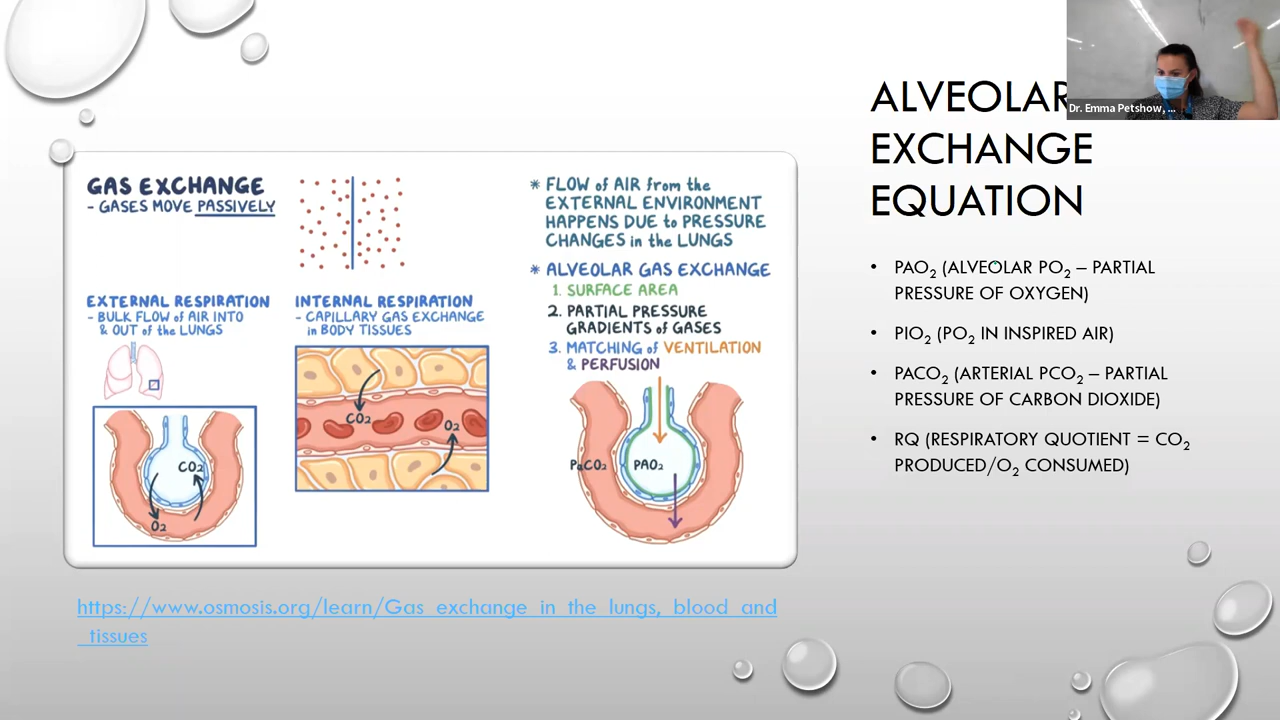 GAS EXCHANGE
- GASES MOVE PASSIVELY
EXTERNAL RESPIRATION
- BULK FLOW of AIR INTO
& OUT of the LUNGS
CO2
O2
INTERNAL RESPIRATION
- CAPILLARY GAS EXCHANGE
in BODY TISSUES
CO2
O2
* FLOW of AIR from the
EXTERNAL ENVIRONMENT
HAPPENS DUE to PRESSURE
CHANGES in the LUNGS
* ALVEOLAR GAS EXCHANGE
1. SURFACE AREA
2. PARTIAL PRESSURE
GRADIENTS of GASES
3. MATCHING of VENTILATION
& PERFUSION
PaCO2
PAO2
https://www.osmosis.org/learn/Gas_exchange_in_the_lungs,_blood_and
_tissues
ALVEOLAR
EXCHANGE
EQUATION
• PAO2 (ALVEOLAR PO2 – PARTIAL
PRESSURE OF OXYGEN)
• PIO2 (PO2 IN INSPIRED AIR)
• PACO2 (ARTERIAL PCO2 – PARTIAL
PRESSURE OF CARBON DIOXIDE)
• RQ (RESPIRATORY QUOTIENT = CO2
PRODUCED/O2 CONSUMED)
Dr. Emma Petshow, ...